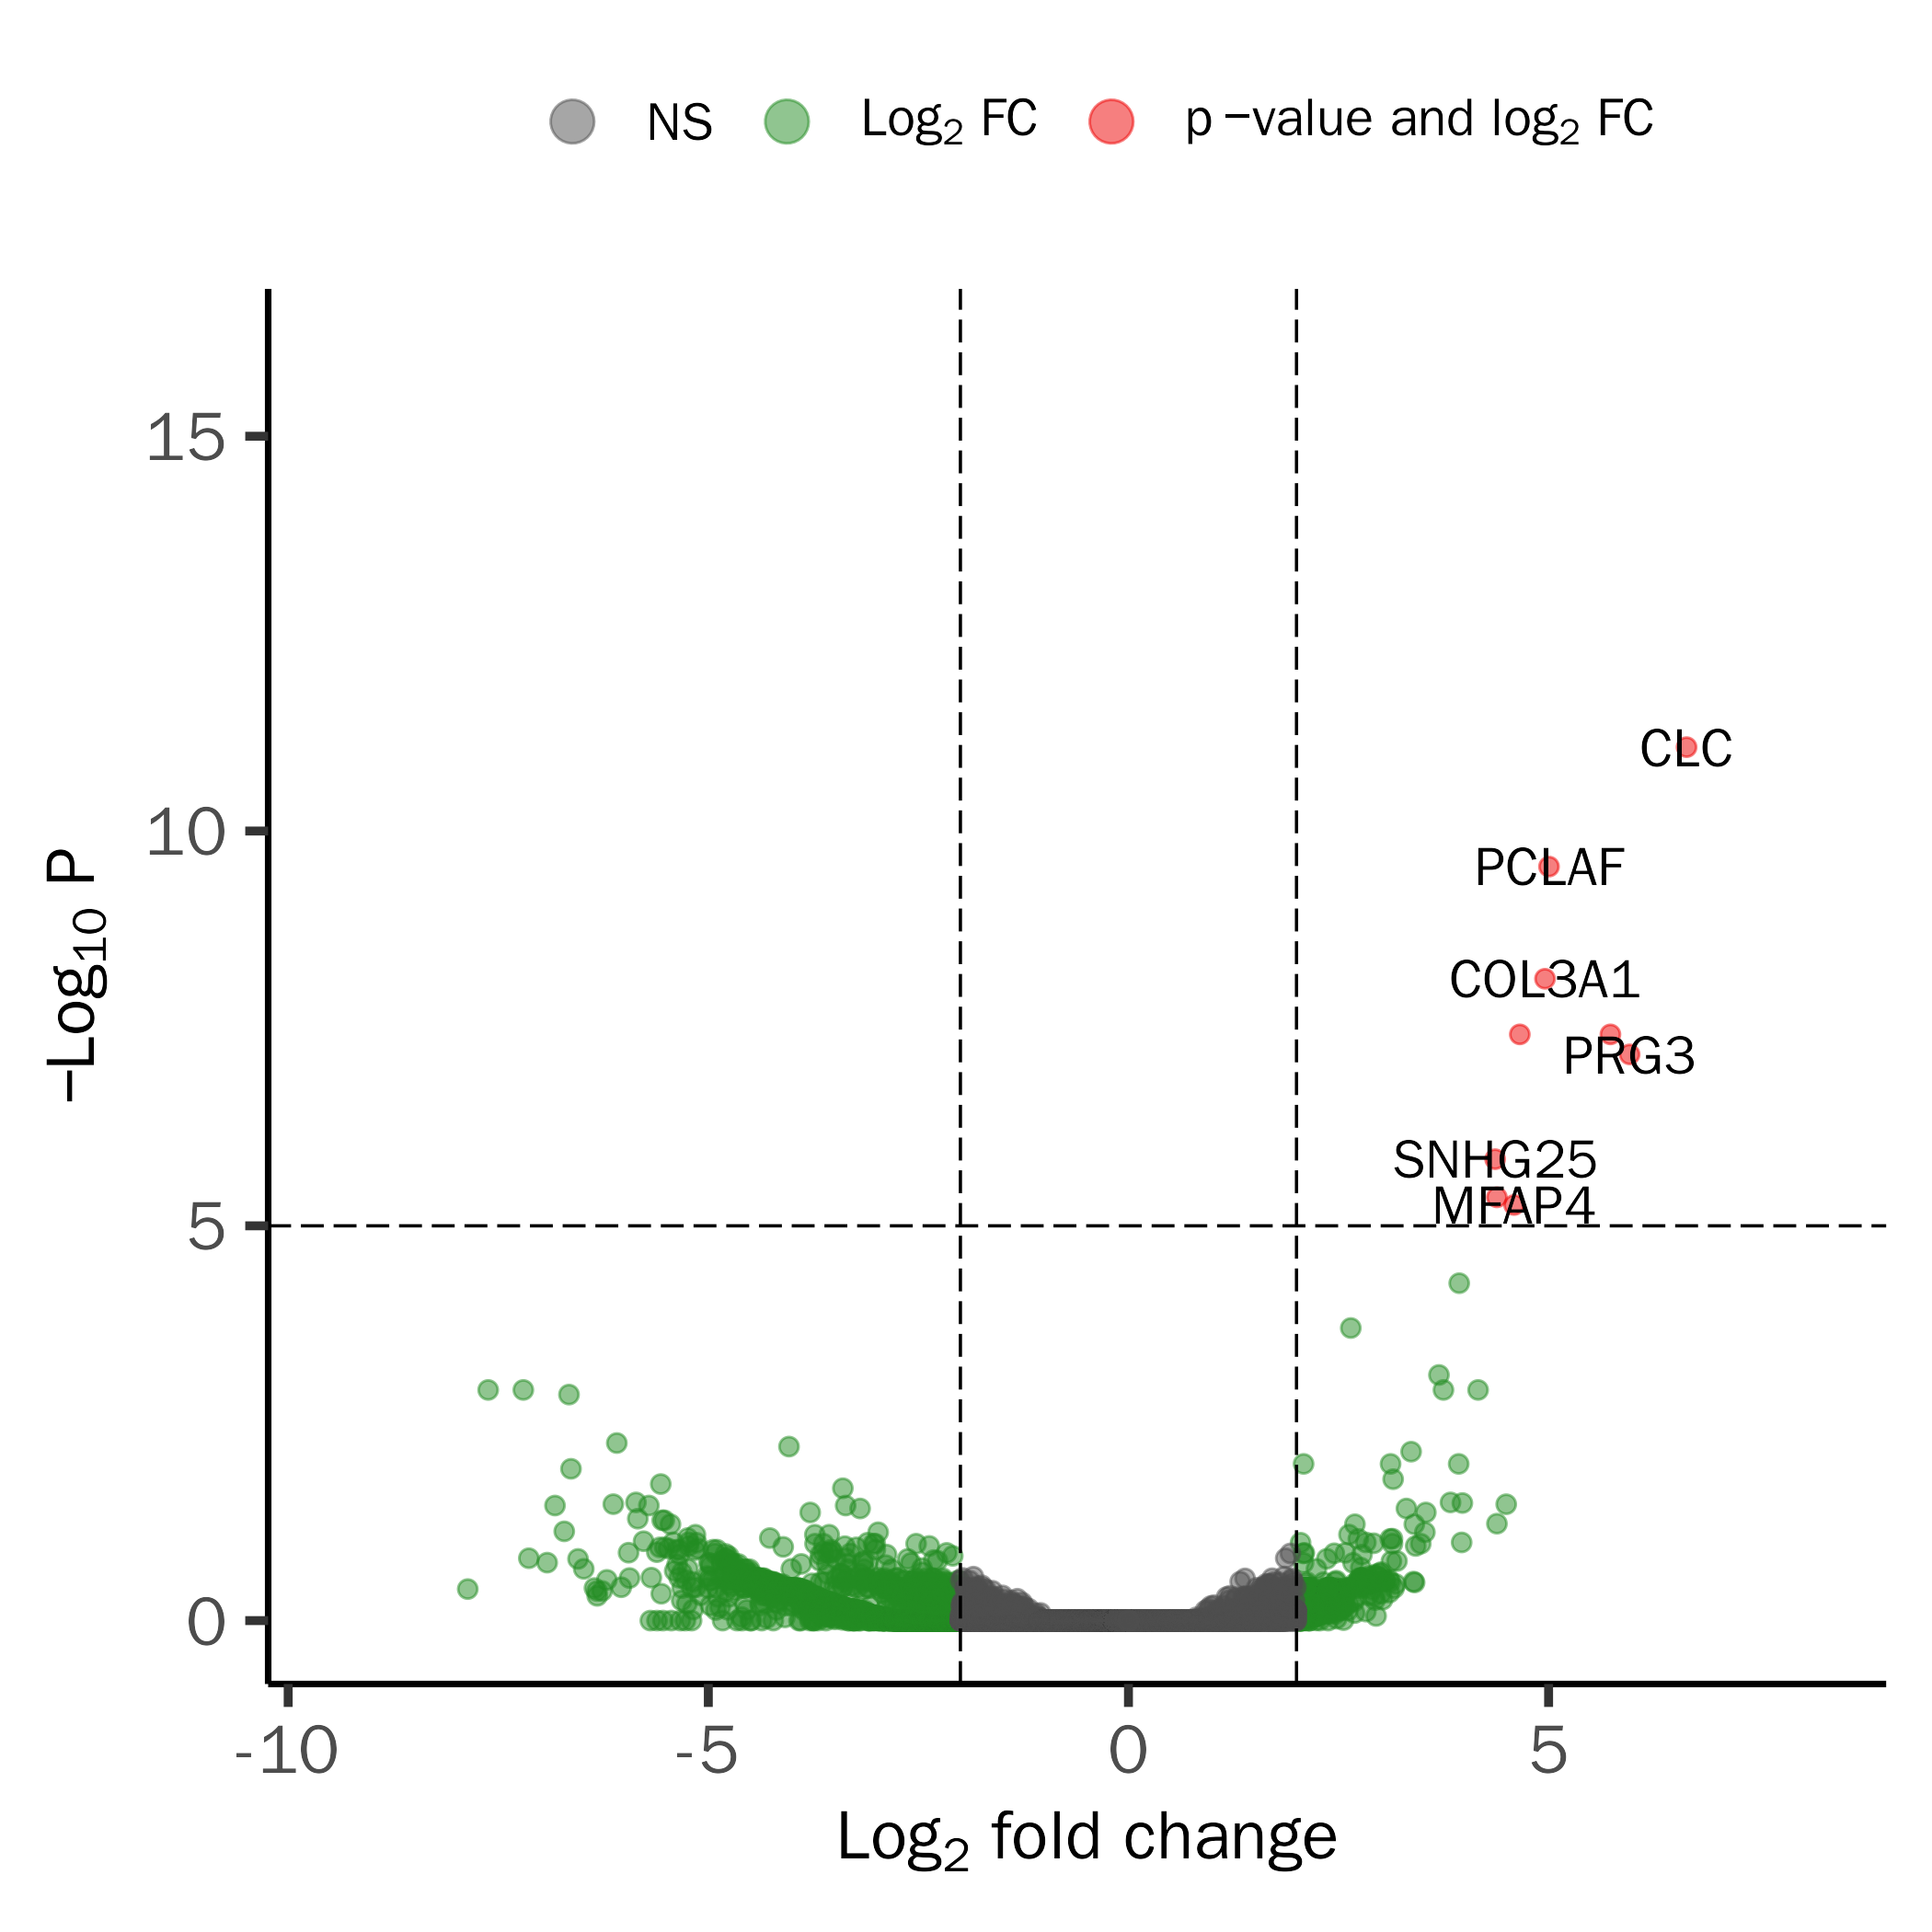 NS Log₂ FC p −value and log₂ FC
15
10
5
0
−Log₁₀ P
CLC
PCLAF
COL3A1
PRG3
SNHG25
MFAP4
-10 -5 0 5
Log₂ fold change